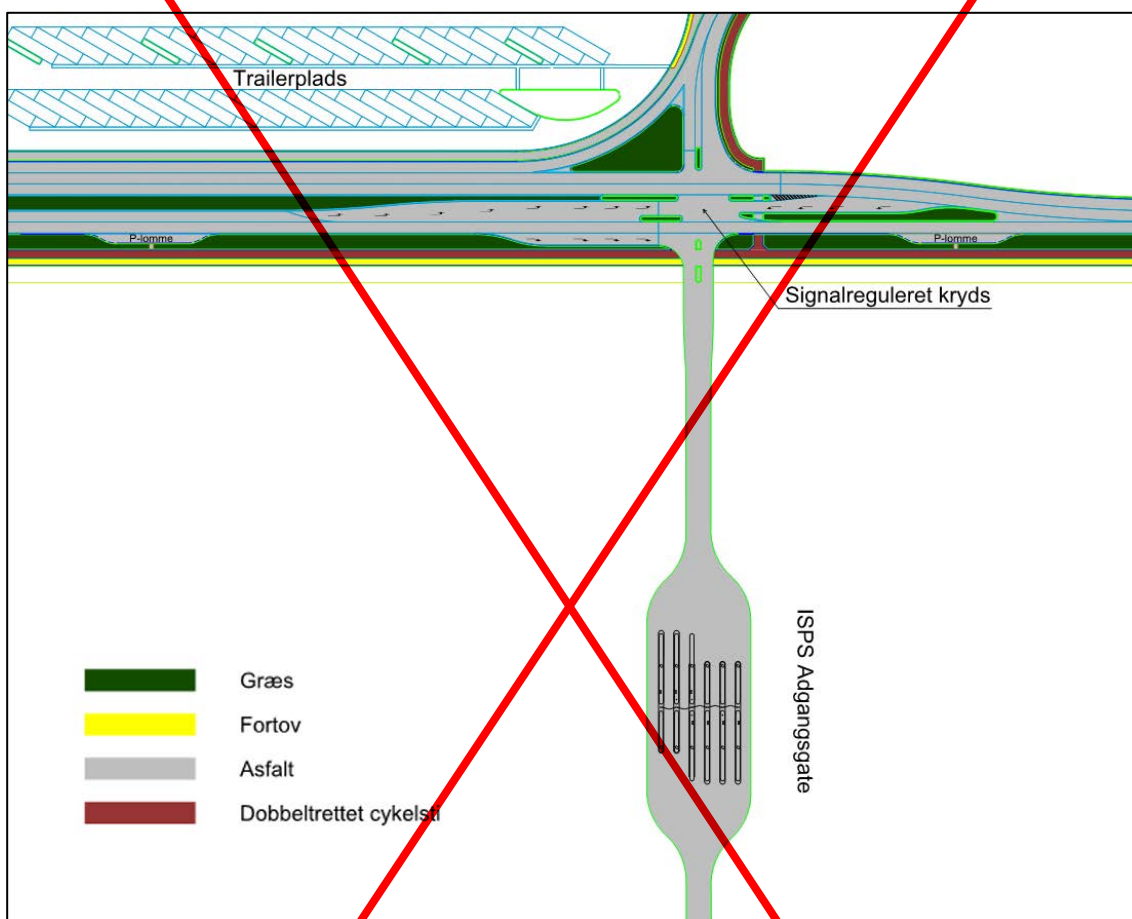 Trailerplads
P-lomme
P-lomme
Signalreguleret kryds
ISPS Adgangsgate
Græs
Fortov
Asfalt
Dobbeltrettet cykelsti